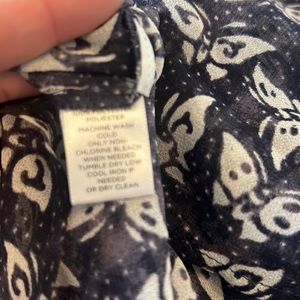 100%
POLYESTER
MACHINE WASH
COLD
ONLY NON-
CHLORINE BLEACH
WHEN NEEDED
TUMBLE DRY LOW
COOL IRON IF
NEEDED
OR DRY CLEAN